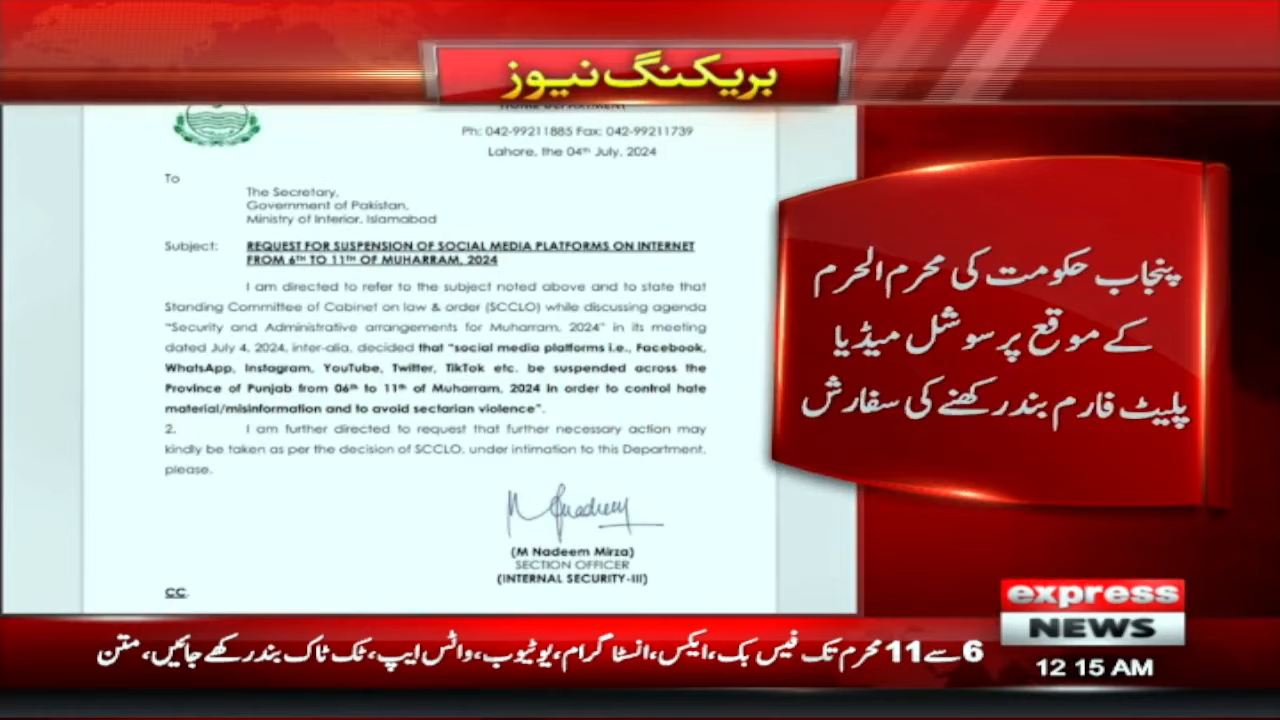 بریکنگ نیوز
HOME DEPARTMENT
Ph: 042-99211885 Fax: 042-99211739
Lahore, the 04th July, 2024
To
The Secretary,
Government of Pakistan,
Ministry of Interior, Islamabad
Subject: REQUEST FOR SUSPENSION OF SOCIAL MEDIA PLATFORMS ON INTERNET
FROM 6TH TO 11TH OF MUHARRAM, 2024
I am directed to refer to the subject noted above and to state that
Standing Committee of Cabinet on law & order (SCCLO) while discussing agenda
"Security and Administrative arrangements for Muharram, 2024" in its meeting
dated July 4, 2024, inter-alia, decided that "social media platforms i.e., Facebook,
WhatsApp, Instagram, YouTube, Twitter, TikTok etc. be suspended across the
Province of Punjab from 06th to 11th of Muharram, 2024 in order to control hate
material/misinformation and to avoid sectarian violence".
2. I am further directed to request that further necessary action may
kindly be taken as per the decision of SCCLO, under intimation to this Department,
please.
(M Nadeem Mirza)
SECTION OFFICER
(INTERNAL SECURITY-III)
CC.
پنجاب حکومت کی محرم الحرم
کے موقع پر سوشل میڈیا
پلیٹ فارم بند رکھنے کی سفارش
express
NEWS
12 15 AM
6 سے 11 محرم تک فیس بک، ایکس، انسٹا گرام، یوٹیوب، واٹس ایپ، ٹک ٹاک بند رکھے جائیں، متن